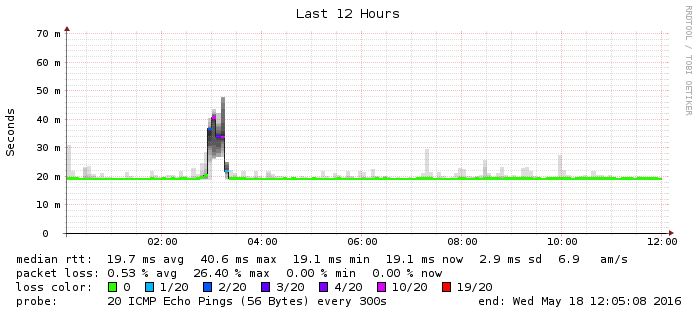 Last 12 Hours
RRDTOOL / TOBI OETIKER
Seconds
70 m
60 m
50 m
40 m
30 m
20 m
10 m
0
02:00 04:00 06:00 08:00 10:00 12:00
median rtt: 19.7 ms avg 40.6 ms max 19.1 ms min 19.1 ms now 2.9 ms sd 6.9 am/s
packet loss: 0.53 % avg 26.40 % max 0.00 % min 0.00 % now
loss color: 0 1/20 2/20 3/20 4/20 10/20 19/20
probe: 20 ICMP Echo Pings (56 Bytes) every 300s end: Wed May 18 12:05:08 2016